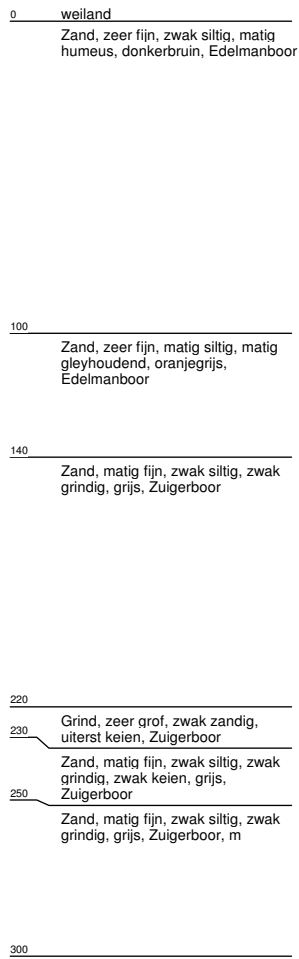 0 weiland
Zand, zeer fijn, zwak siltig, matig
humeus, donkerbruin, Edelmanboor
100
Zand, zeer fijn, matig siltig, matig
gleyhoudend, oranjegrijs,
Edelmanboor
140
Zand, matig fijn, zwak siltig, zwak
grindig, grijs, Zuigerboor
220
Grind, zeer grof, zwak zandig,
230 uiterst keien, Zuigerboor
Zand, matig fijn, zwak siltig, zwak
grindig, zwak keien, grijs,
250 Zuigerboor
Zand, matig fijn, zwak siltig, zwak
grindig, grijs, Zuigerboor, m
300